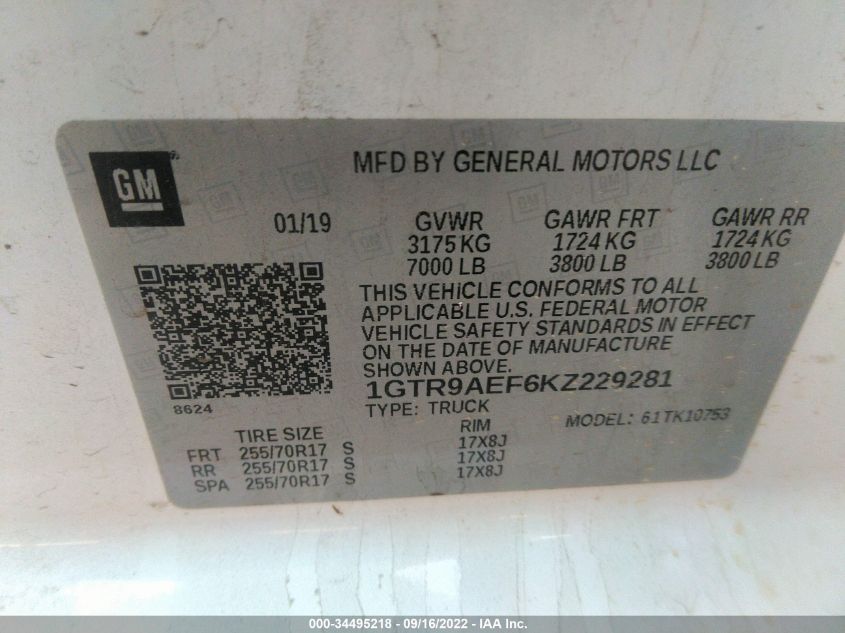 GM
MFD BY GENERAL MOTORS LLC
01/19 GVWR GAWR FRT GAWR RR
3175 KG 1724 KG 1724 KG
7000 LB 3800 LB 3800 LB
THIS VEHICLE CONFORMS TO ALL
APPLICABLE U.S. FEDERAL MOTOR
VEHICLE SAFETY STANDARDS IN EFFECT
ON THE DATE OF MANUFACTURE
SHOWN ABOVE.
1GTR9AEF6KZ229281
8624
TYPE: TRUCK
MODEL: 61TK10753
TIRE SIZE RIM
FRT 255/70R17 S 17X8J
RR 255/70R17 S 17X8J
SPA 255/70R17 S 17X8J
000-34495218 - 09/16/2022 - IAA Inc.